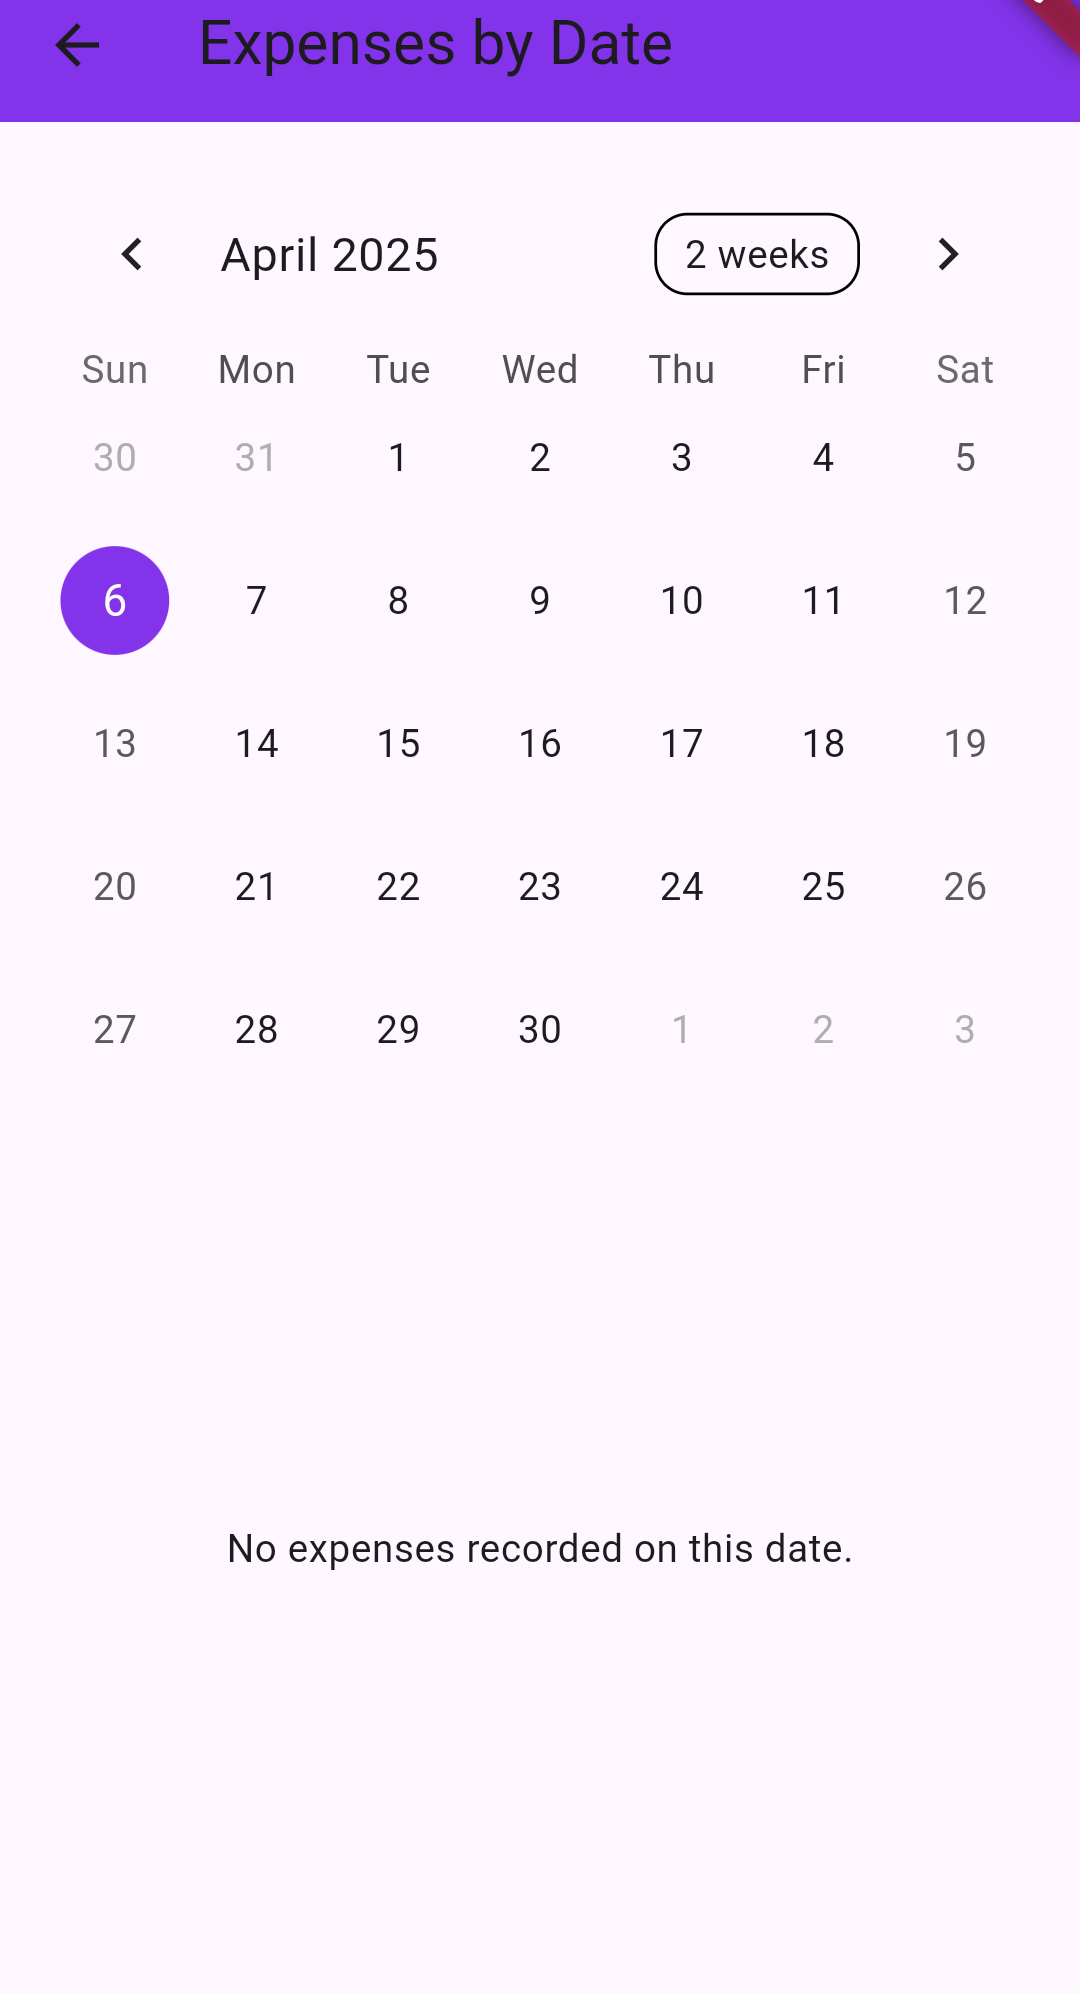 Expenses by Date
April 2025 2 weeks
Sun Mon Tue Wed Thu Fri Sat
30 31 1 2 3 4 5
6 7 8 9 10 11 12
13 14 15 16 17 18 19
20 21 22 23 24 25 26
27 28 29 30 1 2 3
No expenses recorded on this date.